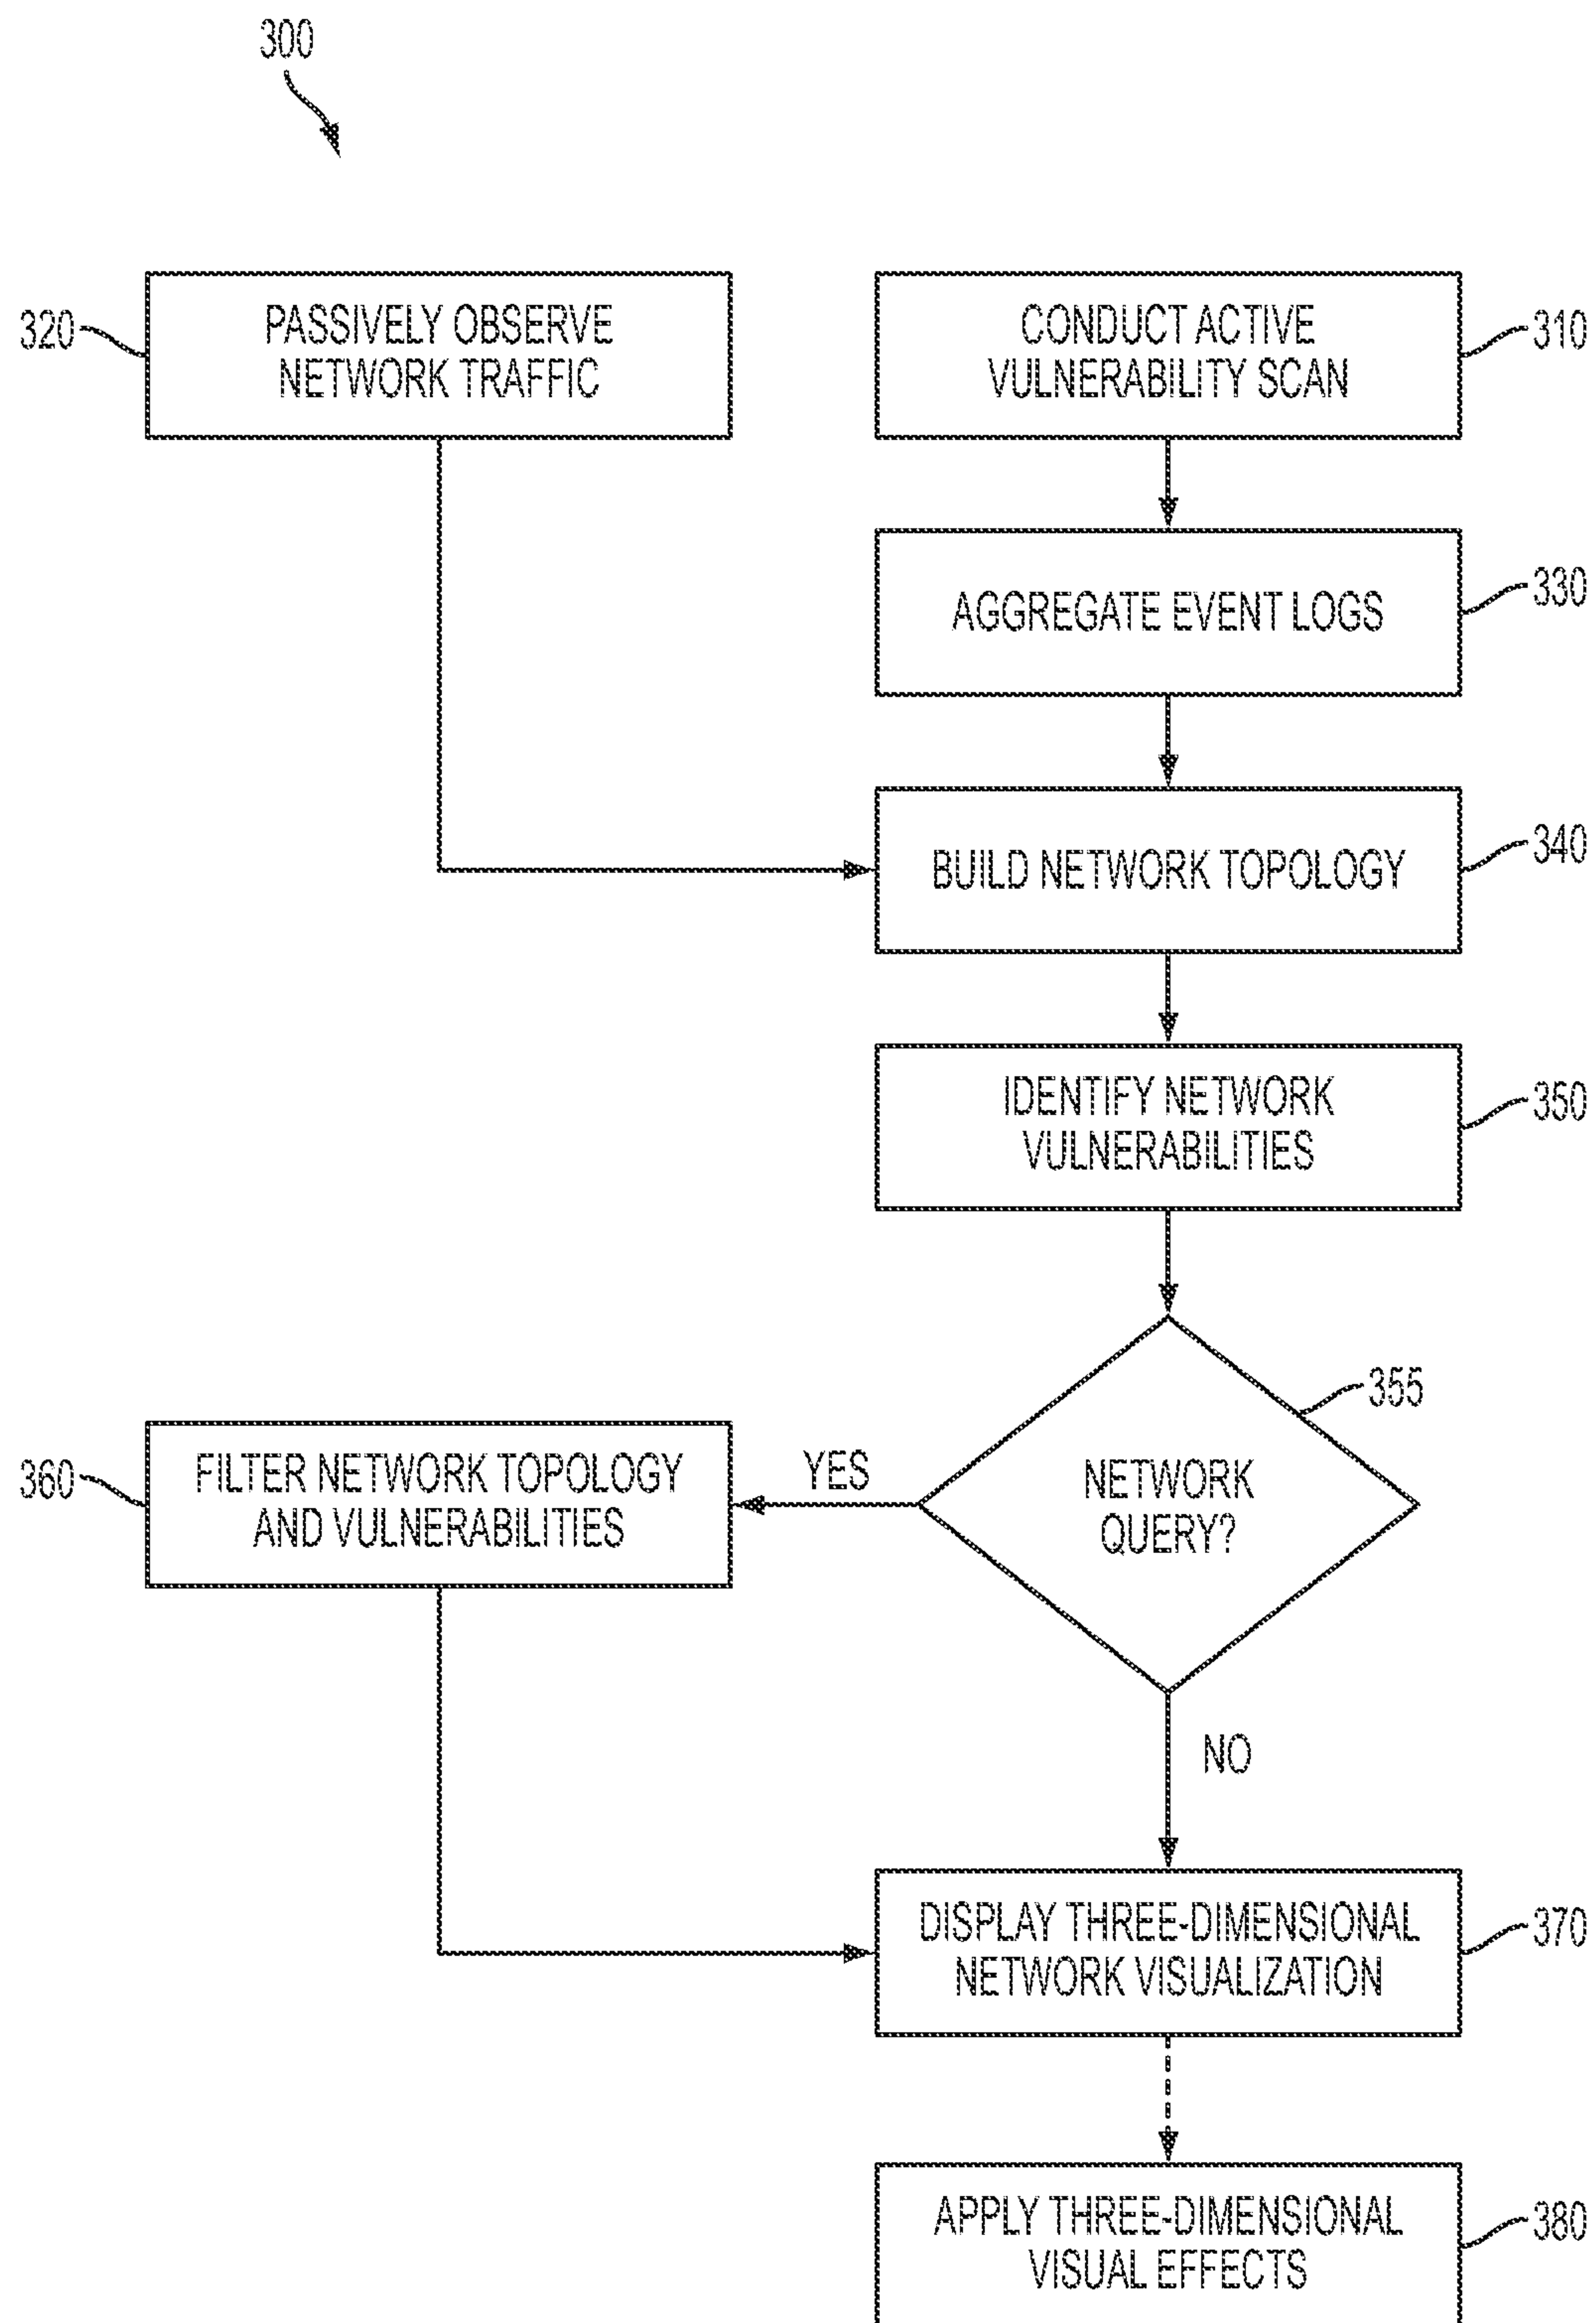 300
320
PASSIVELY OBSERVE
NETWORK TRAFFIC
CONDUCT ACTIVE
VULNERABILITY SCAN
310
AGGREGATE EVENT LOGS
330
BUILD NETWORK TOPOLOGY
340
IDENTIFY NETWORK
VULNERABILITIES
350
355
360
FILTER NETWORK TOPOLOGY
AND VULNERABILITIES
YES
NETWORK
QUERY?
NO
DISPLAY THREE-DIMENSIONAL
NETWORK VISUALIZATION
370
APPLY THREE-DIMENSIONAL
VISUAL EFFECTS
380